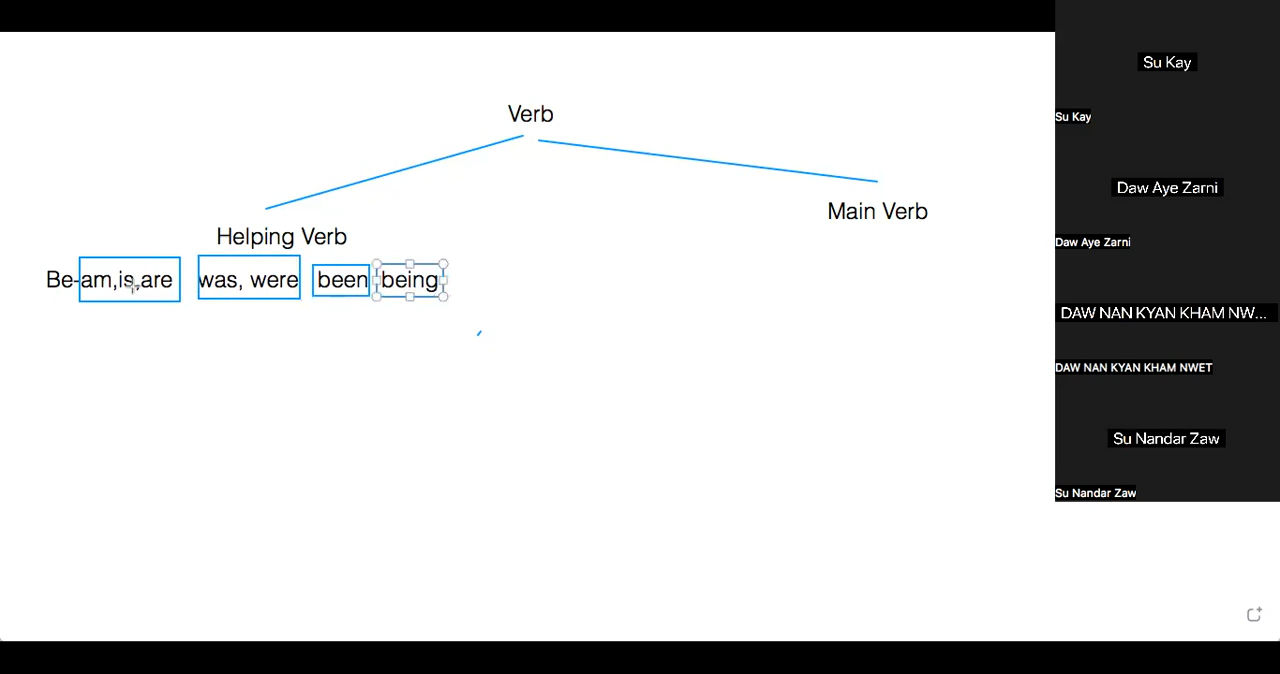 Verb
Helping Verb
Main Verb
Be-am,is,are was, were been being
Su Kay
Su Kay
Daw Aye Zarni
Daw Aye Zarni
DAW NAN KYAN KHAM NW...
DAW NAN KYAN KHAM NWET
Su Nandar Zaw
Su Nandar Zaw